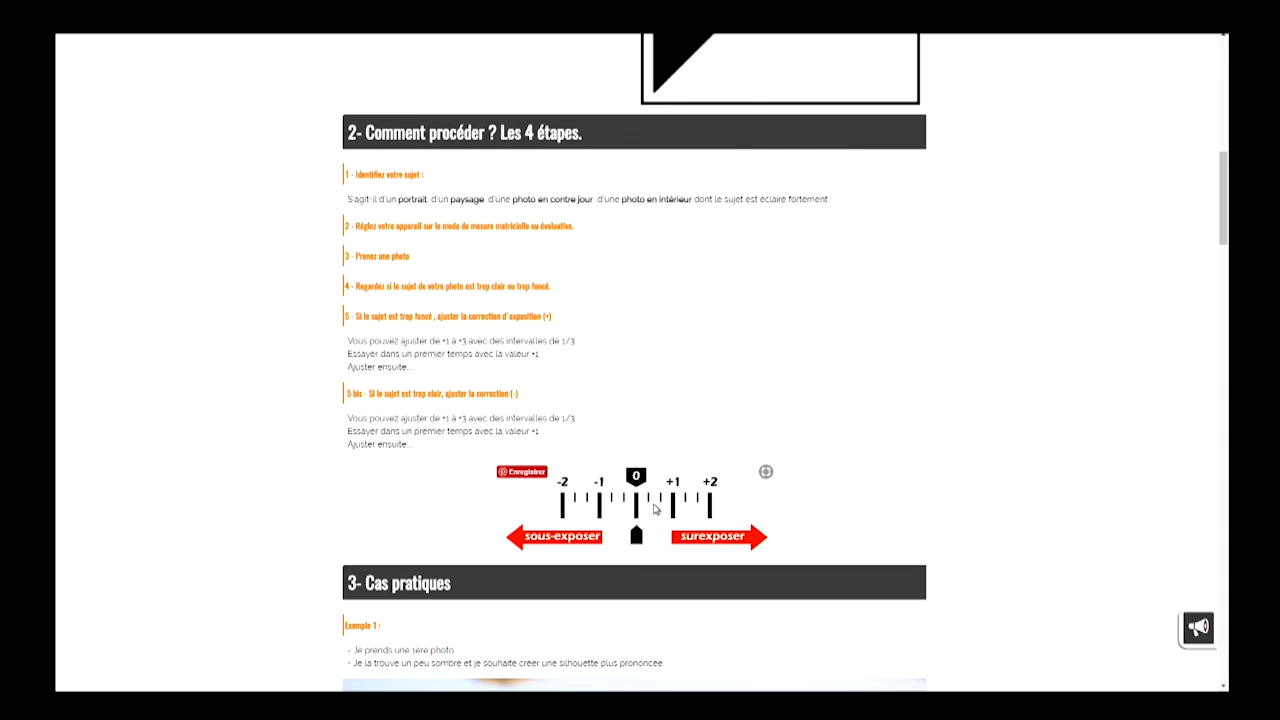 2- Comment procéder ? Les 4 étapes.
1 - Identifiez votre sujet :
S'agit-il d'un portrait, d'un paysage, d'une photo en contre jour, d'une photo en intérieur dont le sujet est éclairé fortement
2 - Réglez votre appareil sur le mode de mesure matricielle ou évaluative.
3 - Prenez une photo
4 - Regardez si le sujet de votre photo est trop clair ou trop foncé.
5 - Si le sujet est trop foncé , ajuster la correction d' exposition (+)
Vous pouvez ajuster de +1 à +3 avec des intervalles de 1/3
Essayer dans un premier temps avec la valeur +1
Ajuster ensuite...
5 bis - Si le sujet est trop clair, ajuster la correction (-)
Vous pouvez ajuster de +1 à +3 avec des intervalles de 1/3
Essayer dans un premier temps avec la valeur +1
Ajuster ensuite...
Enregistrer
-2 -1 0 +1 +2
sous-exposer surexposer
3- Cas pratiques
Exemple 1 :
- Je prends une 1ère photo
- Je la trouve un peu sombre et je souhaite créer une silhouette plus prononcée